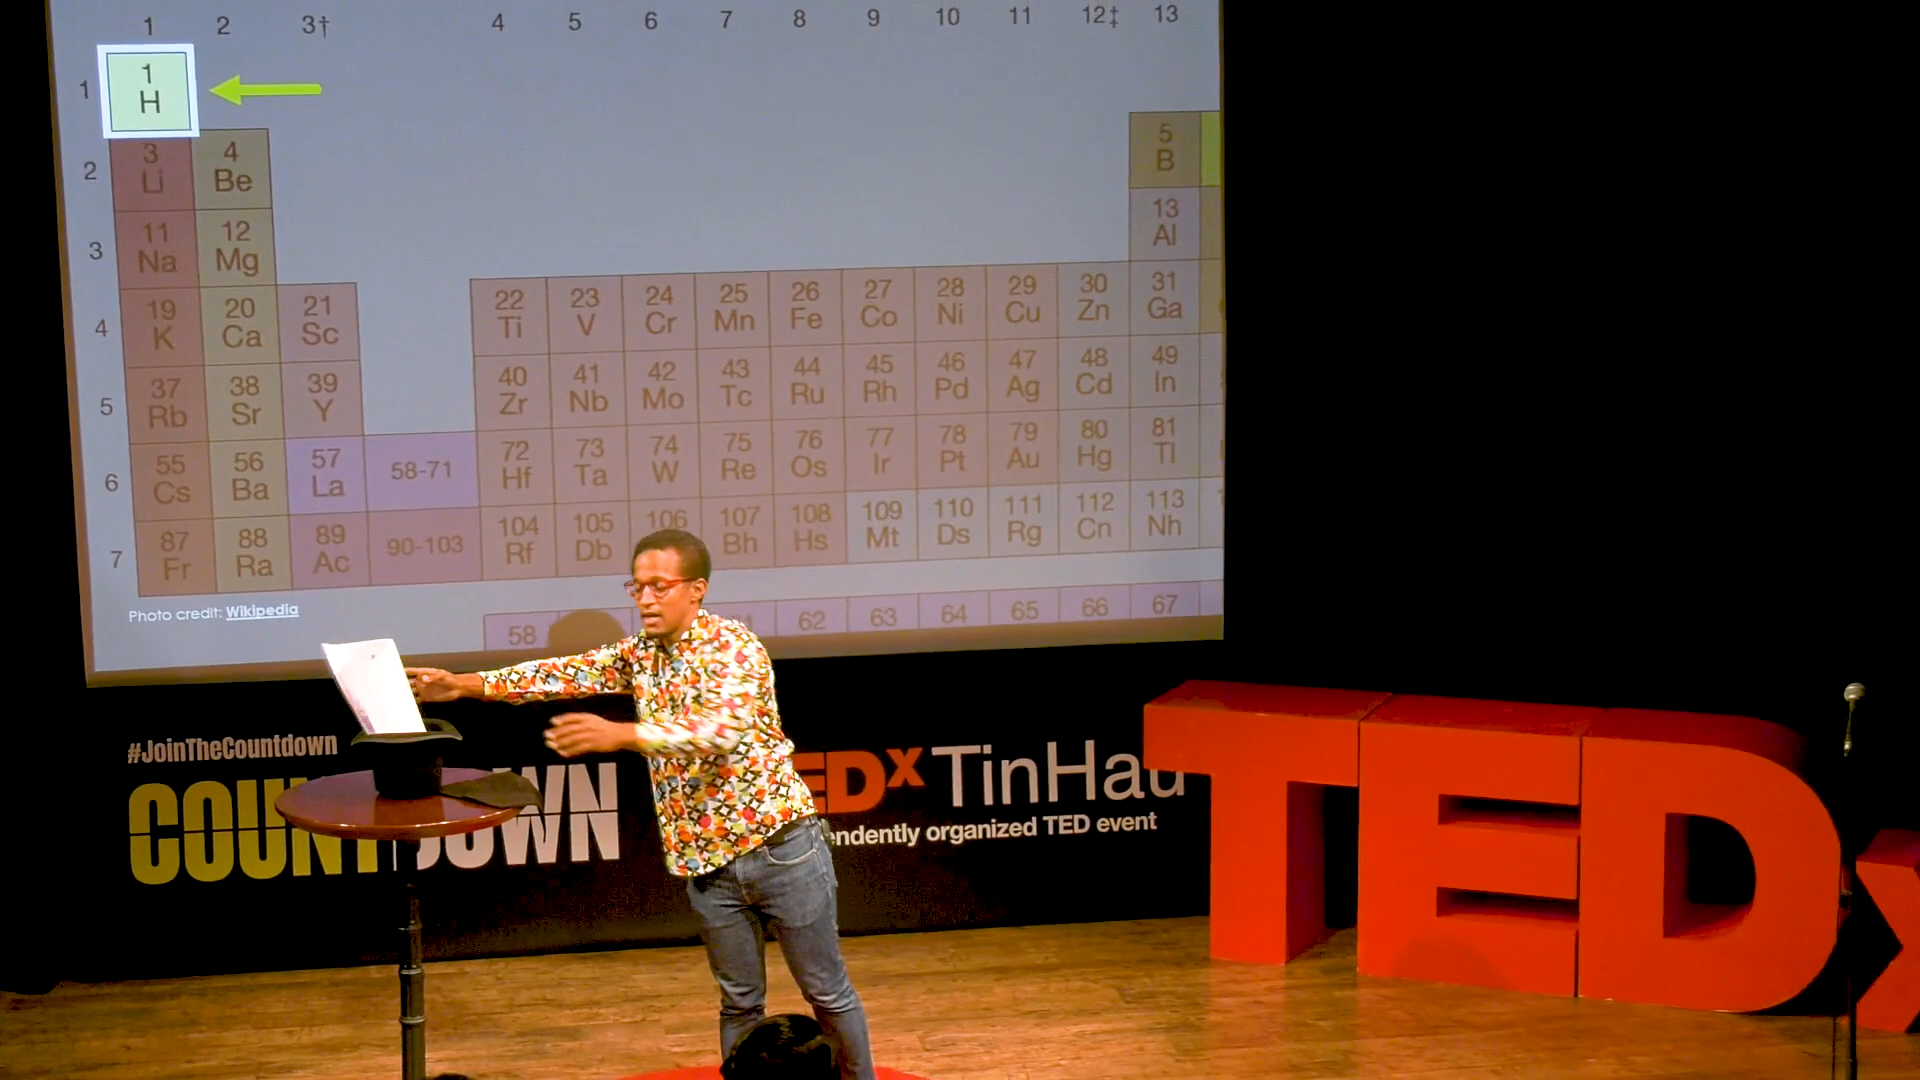 1 2 3† 4 5 6 7 8 9 10 11 12‡ 13
1 1 H
2 3 Li 4 Be 5 B
3 11 Na 12 Mg 13 Al
4 19 K 20 Ca 21 Sc 22 Ti 23 V 24 Cr 25 Mn 26 Fe 27 Co 28 Ni 29 Cu 30 Zn 31 Ga
5 37 Rb 38 Sr 39 Y 40 Zr 41 Nb 42 Mo 43 Tc 44 Ru 45 Rh 46 Pd 47 Ag 48 Cd 49 In
6 55 Cs 56 Ba 57 La 58-71 72 Hf 73 Ta 74 W 75 Re 76 Os 77 Ir 78 Pt 79 Au 80 Hg 81 Tl
7 87 Fr 88 Ra 89 Ac 90-103 104 Rf 105 Db 106 107 Bh 108 Hs 109 Mt 110 Ds 111 Rg 112 Cn 113 Nh
58 62 63 64 65 66 67
Photo credit: Wikipedia
#JoinTheCountdown
COUNTDOWN
TEDx TinHau
endently organized TED event
TEDx